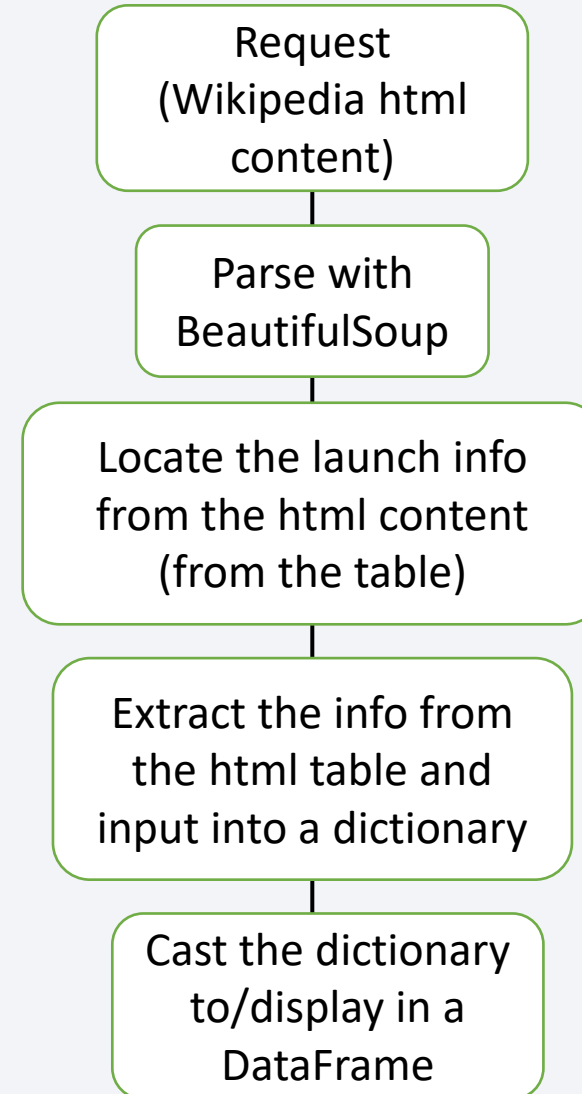 Request
(Wikipedia html
content)
Parse with
BeautifulSoup
Locate the launch info
from the html content
(from the table)
Extract the info from
the html table and
input into a dictionary
Cast the dictionary
to/display in a
DataFrame